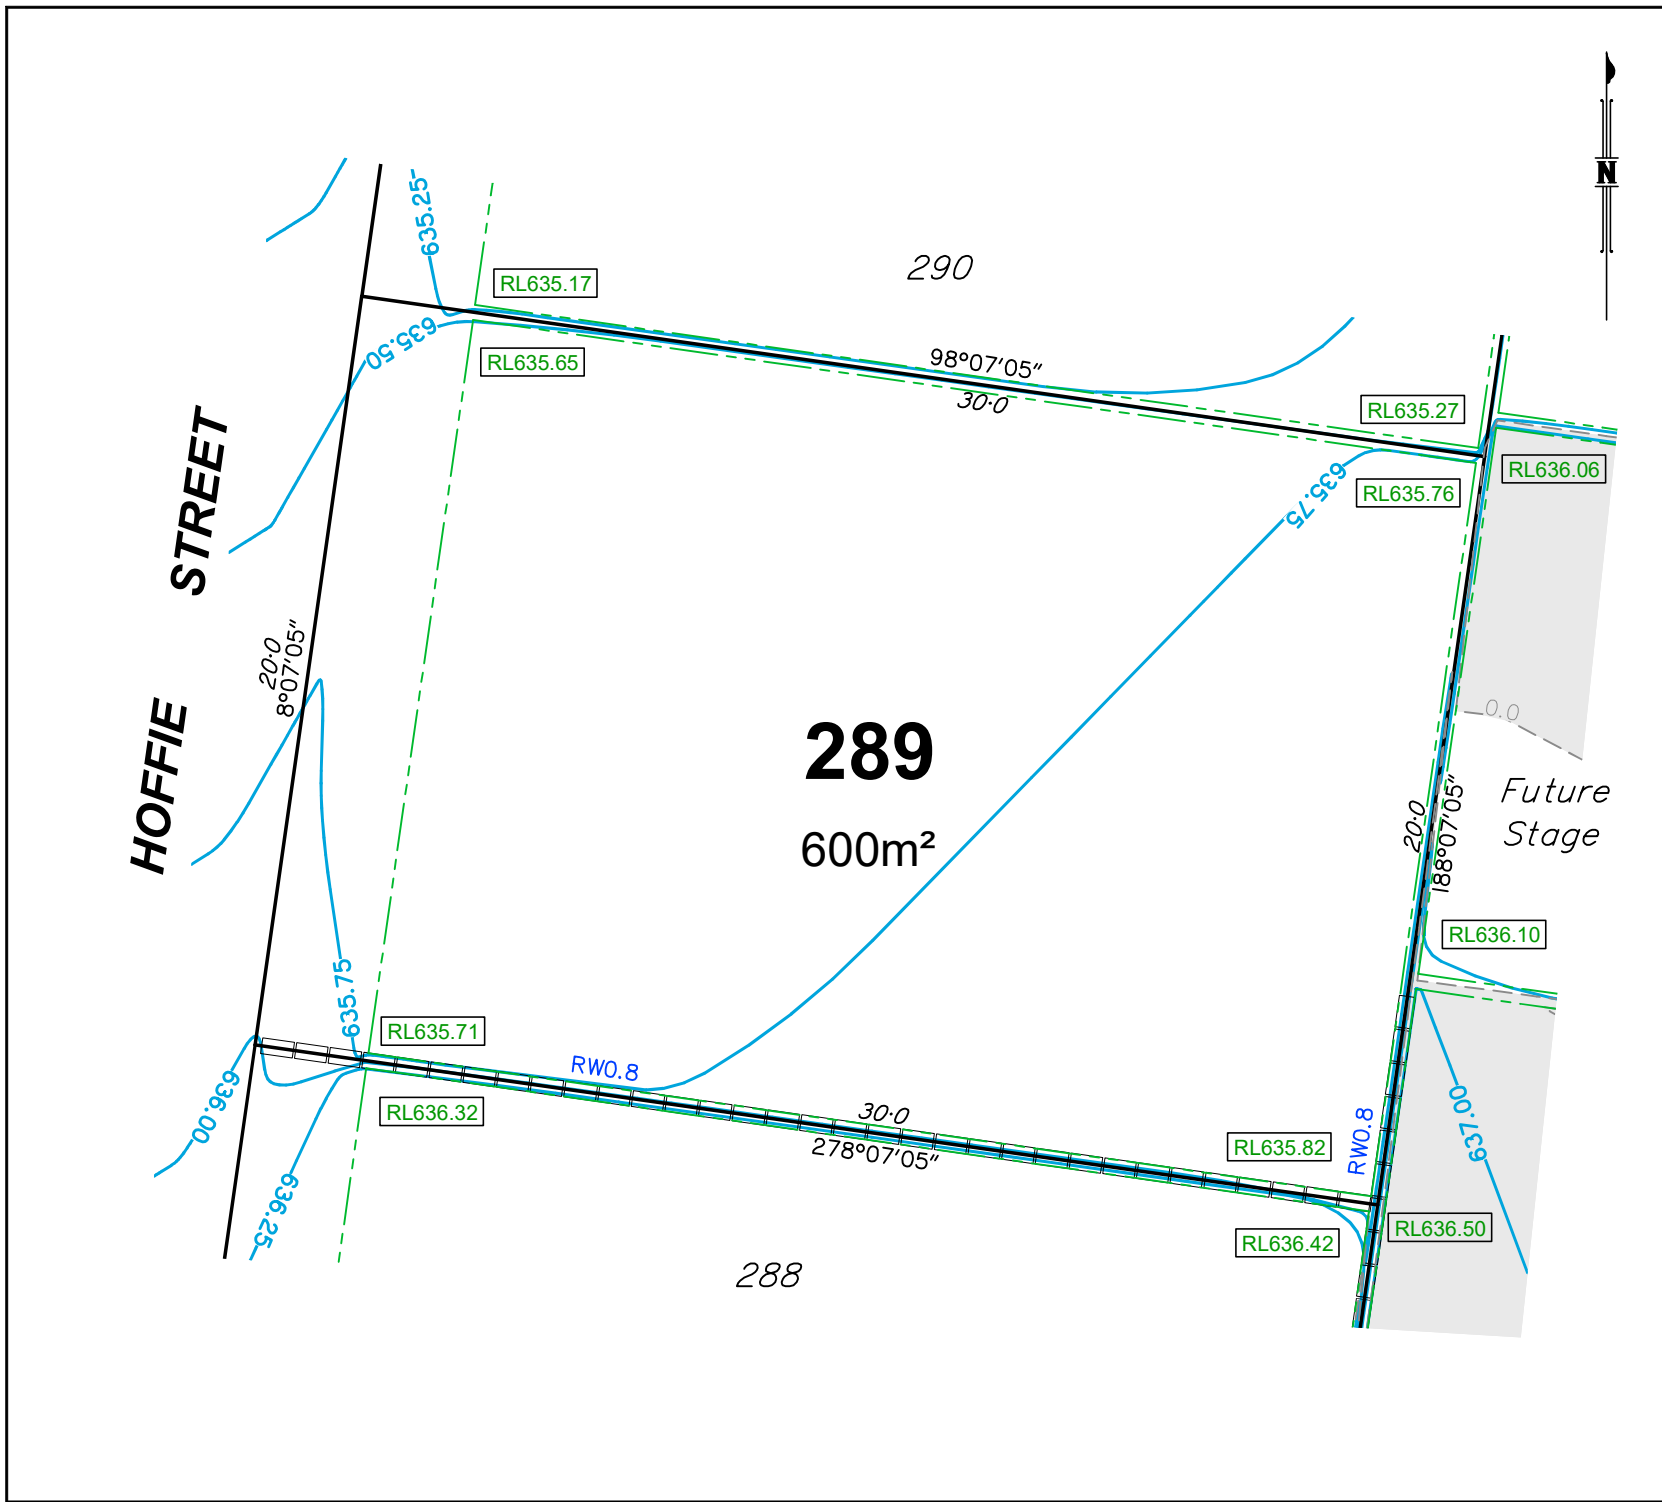 N
635.25
290
RL635.17
635.50
RL635.65
98°07'05"
30·0
RL635.27
RL636.06
635.75
RL635.76
HOFFIE STREET
20·0
8°07'05"
0.0
289
600m²
Future
Stage
20·0
188°07'05"
RL636.10
635.75
RL635.71
RW0.8
636.00
RL636.32
30·0
278°07'05"
RL635.82
RW0.8
637.00
636.25
RL636.42
RL636.50
288